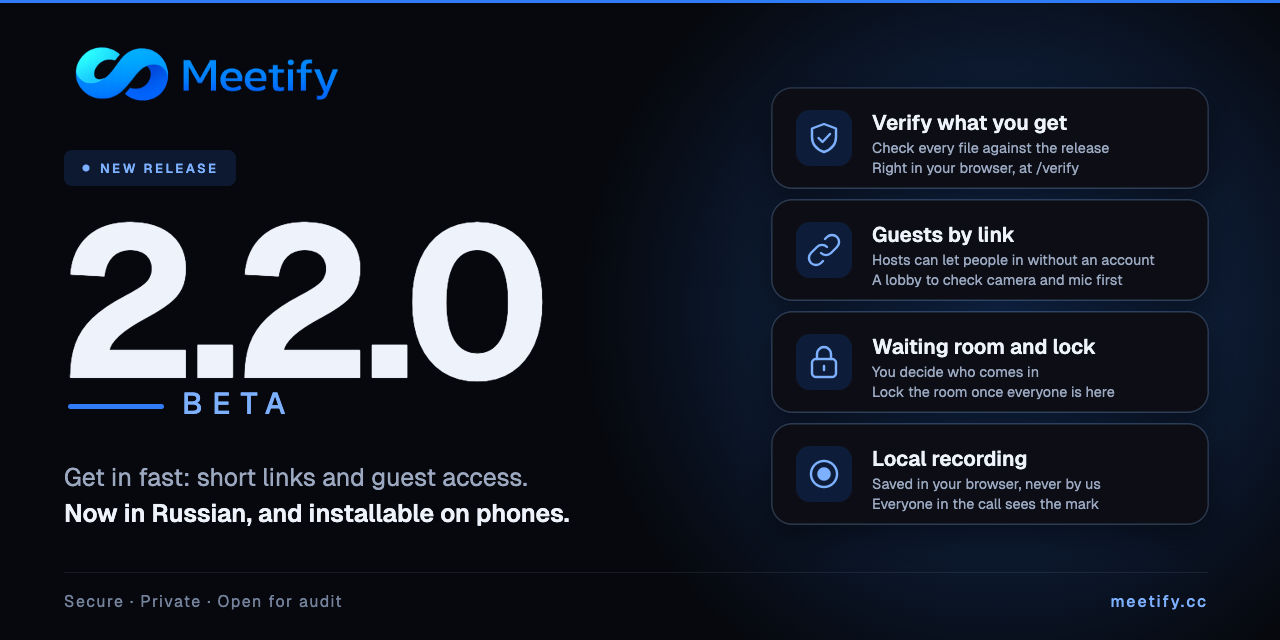 Meetify
NEW RELEASE
2.2.0
BETA
Get in fast: short links and guest access.
Now in Russian, and installable on phones.
Verify what you get
Check every file against the release
Right in your browser, at /verify
Guests by link
Hosts can let people in without an account
A lobby to check camera and mic first
Waiting room and lock
You decide who comes in
Lock the room once everyone is here
Local recording
Saved in your browser, never by us
Everyone in the call sees the mark
Secure · Private · Open for audit
meetify.cc